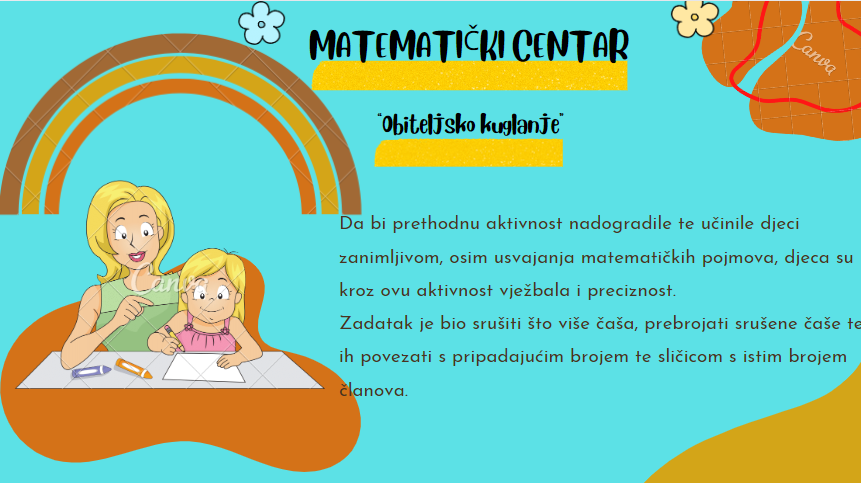 MATEMATIČKI CENTAR
"Obiteljsko kuglanje"
Canva
Da bi prethodnu aktivnost nadogradile te učinile djeci
zanimljivom, osim usvajanja matematičkih pojmova, djeca su
kroz ovu aktivnost vježbala i preciznost.
Zadatak je bio srušiti što više čaša, prebrojati srušene čaše te
ih povezati s pripadajućim brojem te sličicom s istim brojem
članova.
Canva